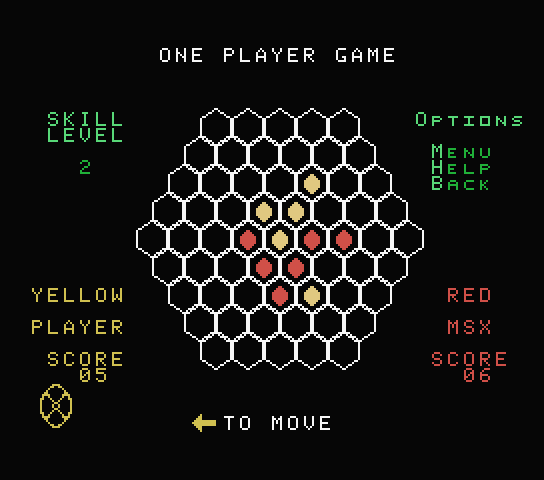 ONE PLAYER GAME
SKILL
LEVEL
2
OPTIONS
MENU
HELP
BACK
YELLOW
PLAYER
SCORE
05
RED
MSX
SCORE
06
TO MOVE